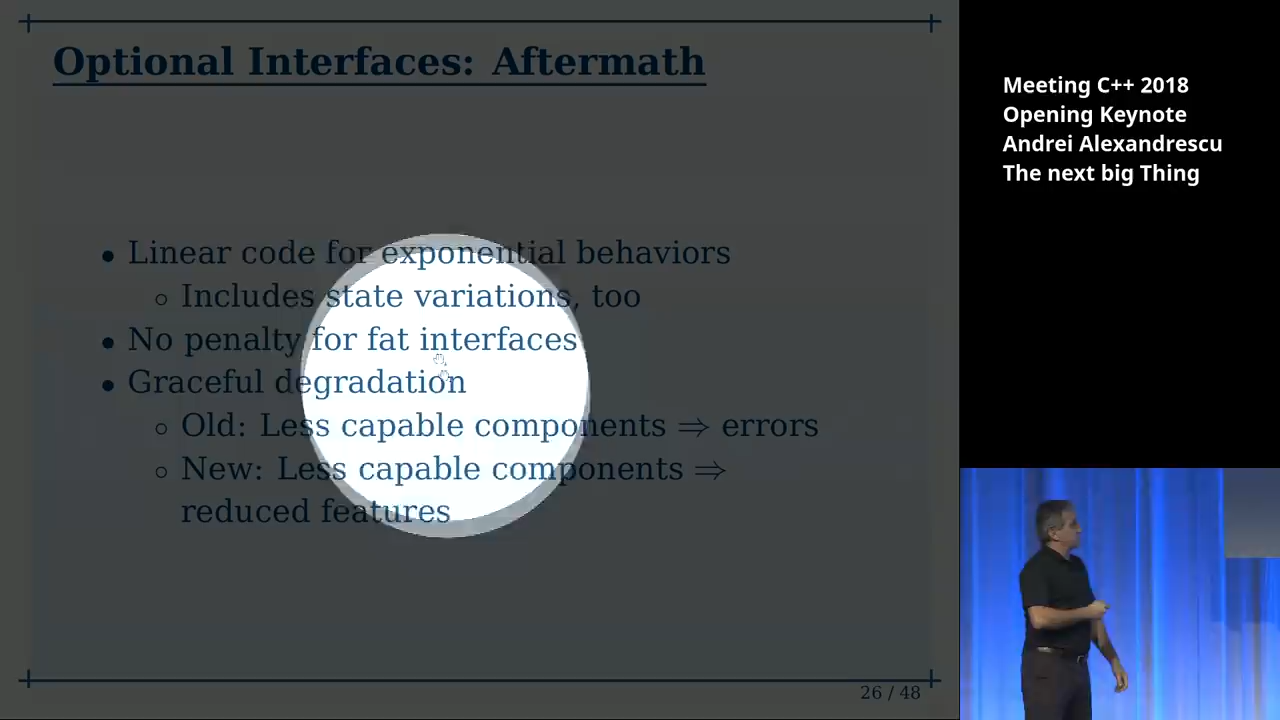 Optional Interfaces: Aftermath
• Linear code for exponential behaviors
◦ Includes state variations, too
• No penalty for fat interfaces
• Graceful degradation
◦ Old: Less capable components ⇒ errors
◦ New: Less capable components ⇒
reduced features
26 / 48
Meeting C++ 2018
Opening Keynote
Andrei Alexandrescu
The next big Thing